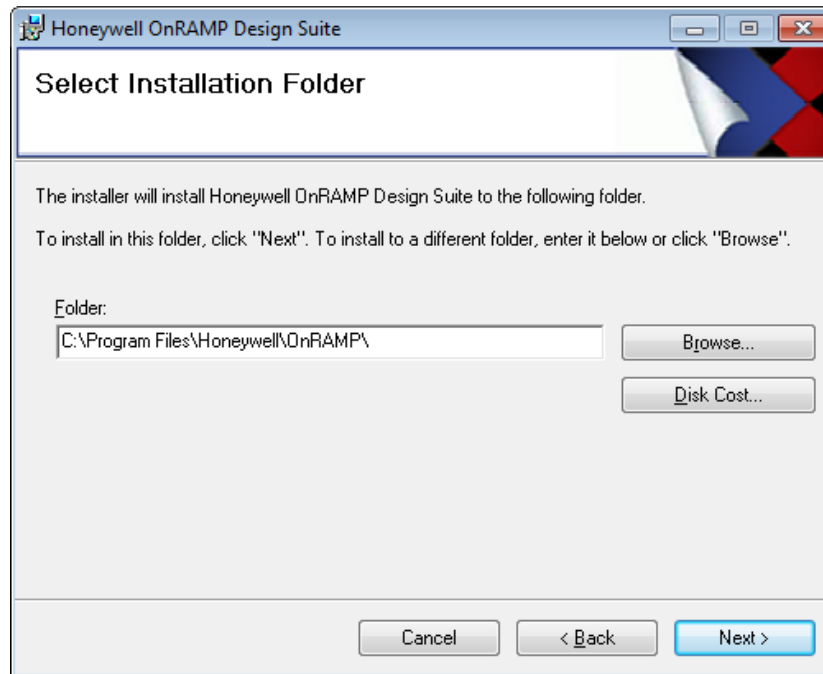 Honeywell OnRAMP Design Suite
Select Installation Folder
The installer will install Honeywell OnRAMP Design Suite to the following folder.
To install in this folder, click "Next". To install to a different folder, enter it below or click "Browse".
Folder:
C:\Program Files\Honeywell\OnRAMP\
Browse...
Disk Cost...
Cancel
< Back
Next >